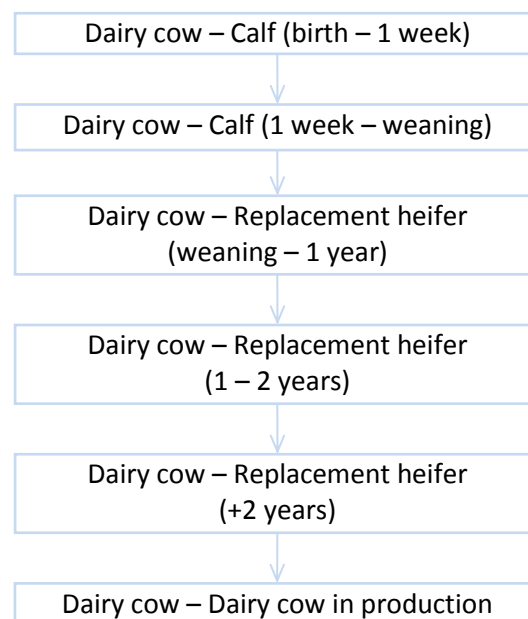 Dairy cow – Calf (birth – 1 week)
Dairy cow – Calf (1 week – weaning)
Dairy cow – Replacement heifer
(weaning – 1 year)
Dairy cow – Replacement heifer
(1 – 2 years)
Dairy cow – Replacement heifer
(+2 years)
Dairy cow – Dairy cow in production